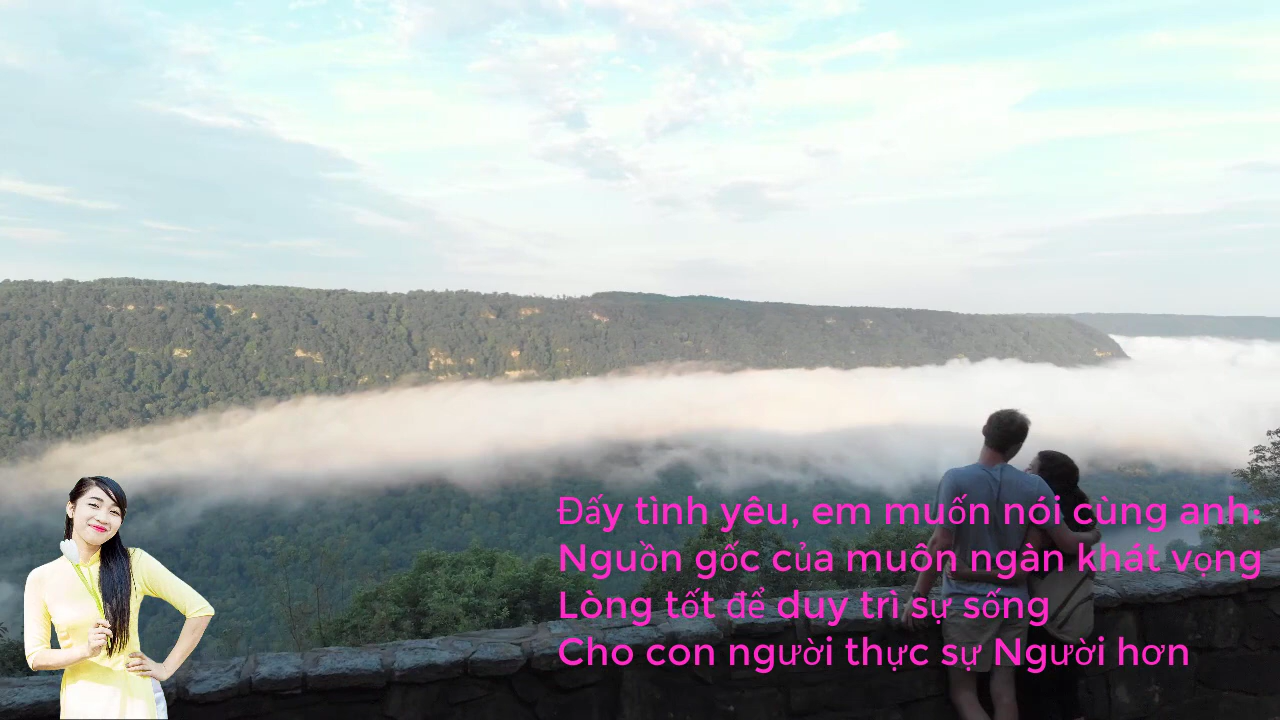 Đấy tình yêu, em muốn nói cùng anh:
Nguồn gốc của muôn ngàn khát vọng
Lòng tốt để duy trì sự sống
Cho con người thực sự Người hơn